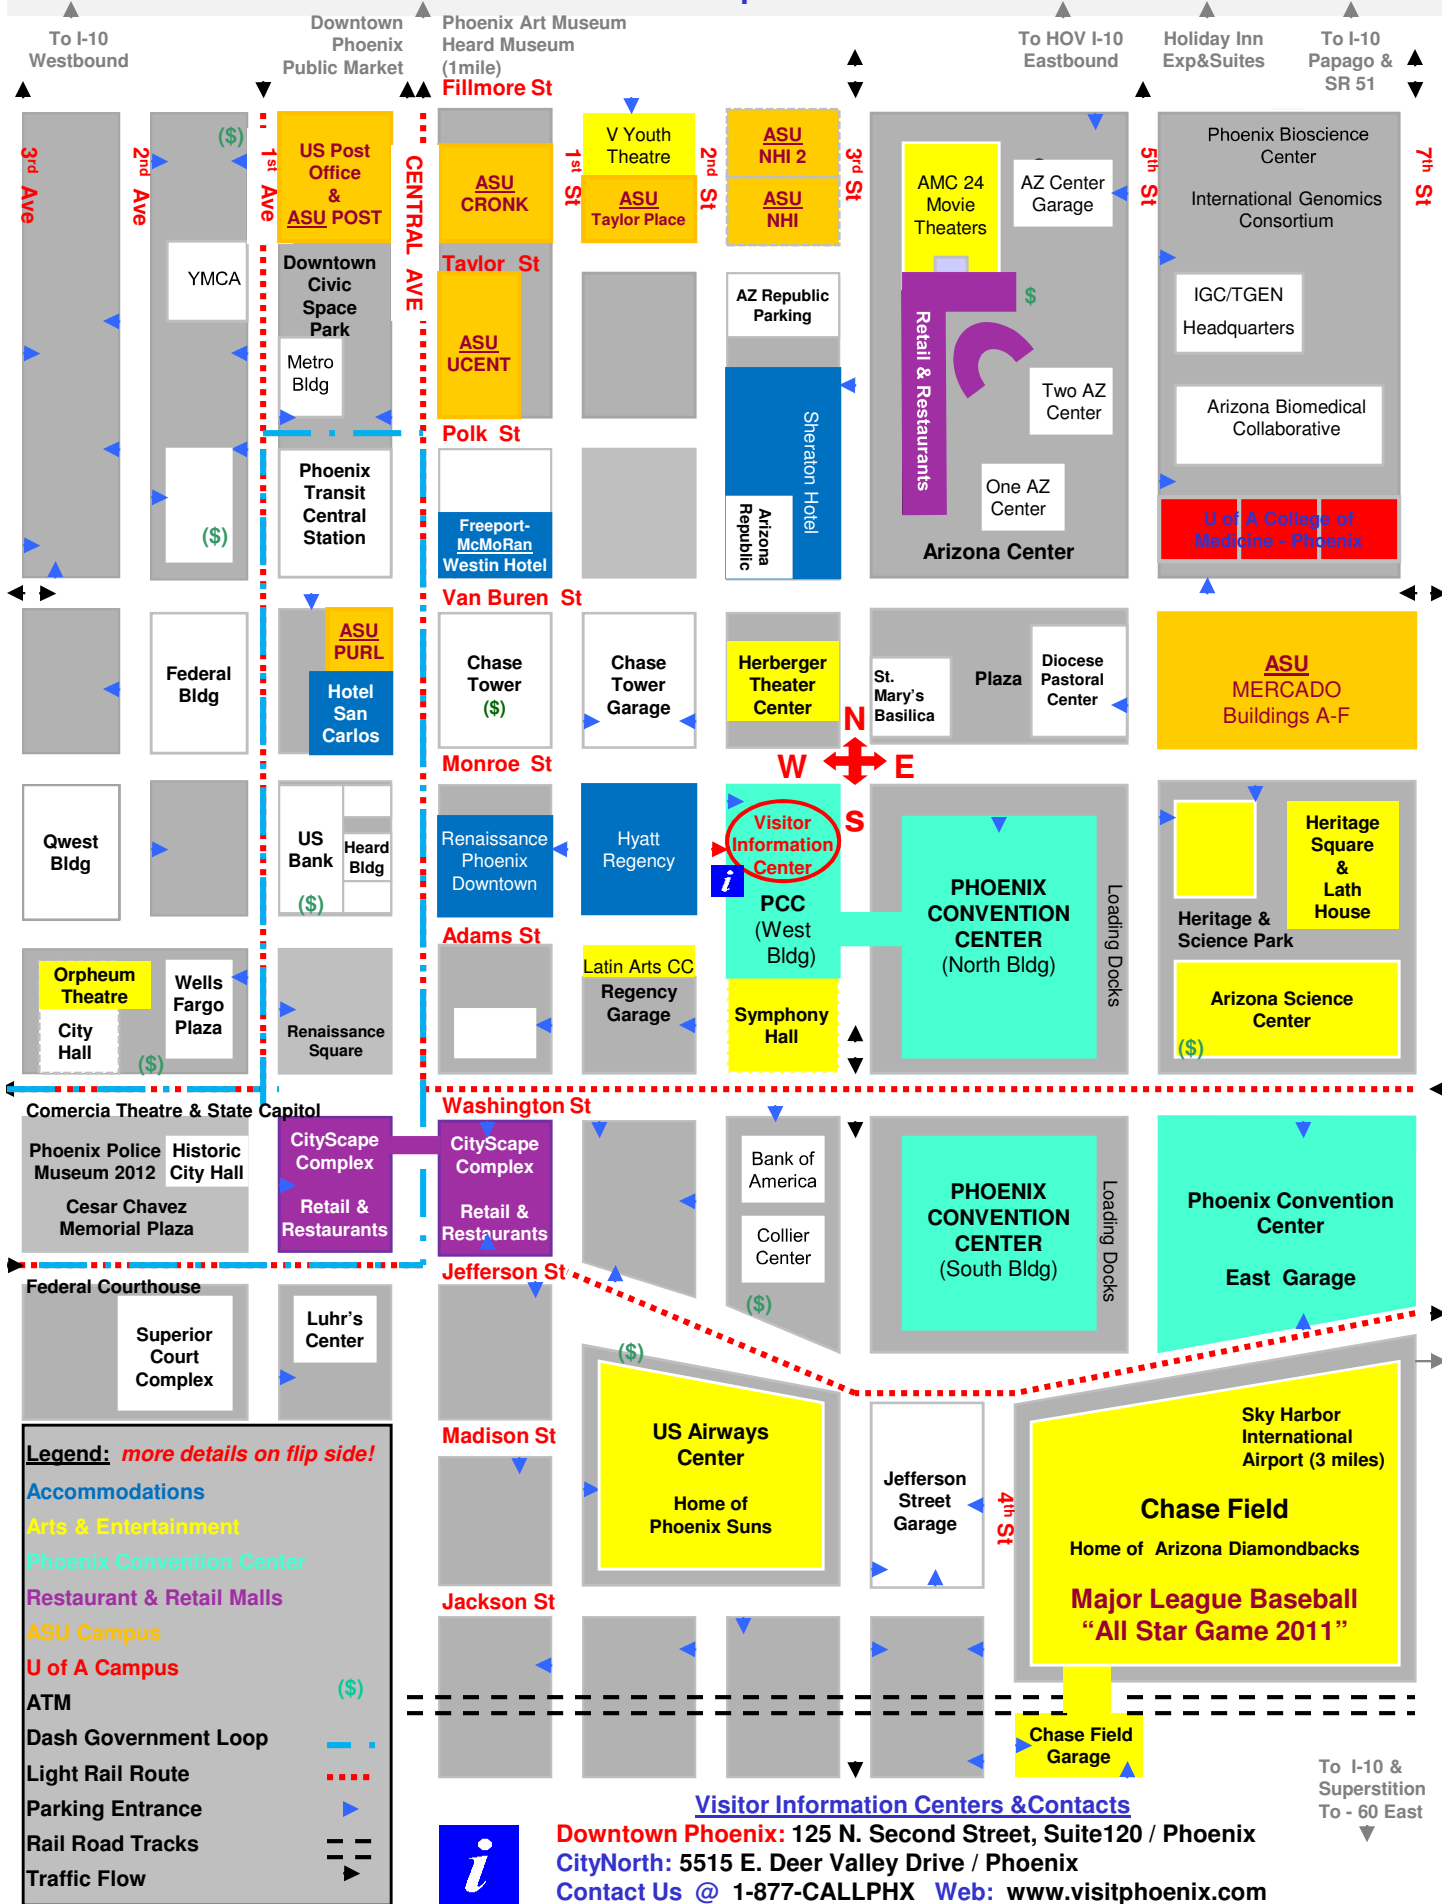 To I-10
Westbound
Downtown
Phoenix
Public Market
Phoenix Art Museum
Heard Museum
(1mile)
To HOV I-10
Eastbound
Holiday Inn
Exp&Suites
To I-10
Papago &
SR 51
Fillmore St
3rd Ave
2nd Ave
1st Ave
CENTRAL AVE
1st St
2nd St
3rd St
5th St
7th St
($)
US Post
Office
&
ASU POST
ASU
CRONK
V Youth
Theatre
ASU
Taylor Place
ASU
NHI 2
ASU
NHI
AMC 24
Movie
Theaters
AZ Center
Garage
Phoenix Bioscience
Center
International Genomics
Consortium
YMCA
Downtown
Civic
Space
Park
Metro
Bldg
Taylor St
ASU
UCENT
AZ Republic
Parking
$
Retail & Restaurants
IGC/TGEN
Headquarters
Two AZ
Center
Arizona Biomedical
Collaborative
Polk St
Sheraton Hotel
Phoenix
Transit
Central
Station
($)
Freeport-
McMoRan
Westin Hotel
Arizona
Republic
One AZ
Center
Arizona Center
U of A College of
Medicine - Phoenix
Van Buren St
Federal
Bldg
ASU
PURL
Hotel
San
Carlos
Chase
Tower
($)
Chase
Tower
Garage
Herberger
Theater
Center
St.
Mary's
Basilica
Plaza
Diocese
Pastoral
Center
ASU
MERCADO
Buildings A-F
Monroe St
N
W
E
S
Qwest
Bldg
US
Bank
($)
Heard
Bldg
Renaissance
Phoenix
Downtown
Hyatt
Regency
Visitor
Information
Center
i
PCC
(West
Bldg)
PHOENIX
CONVENTION
CENTER
(North Bldg)
Loading Docks
Heritage
Square
&
Lath
House
Heritage &
Science Park
Adams St
Orpheum
Theatre
City
Hall
Wells
Fargo
Plaza
($)
Renaissance
Square
Latin Arts CC
Regency
Garage
Symphony
Hall
Arizona Science
Center
($)
Washington St
Comercia Theatre & State Capitol
Phoenix Police
Museum 2012
Historic
City Hall
Cesar Chavez
Memorial Plaza
CityScape
Complex
Retail &
Restaurants
CityScape
Complex
Retail &
Restaurants
Bank of
America
Collier
Center
($)
PHOENIX
CONVENTION
CENTER
(South Bldg)
Loading Docks
Phoenix Convention
Center
East Garage
Jefferson St
Federal Courthouse
Superior
Court
Complex
Luhr's
Center
($)
US Airways
Center
Home of
Phoenix Suns
Jefferson
Street
Garage
4th St
Sky Harbor
International
Airport (3 miles)
Chase Field
Home of Arizona Diamondbacks
Major League Baseball
“All Star Game 2011”
Madison St
Jackson St
Chase Field
Garage
Legend: more details on flip side!
Accommodations
Arts & Entertainment
Phoenix Convention Center
Restaurant & Retail Malls
ASU Campus
U of A Campus
ATM ($)
Dash Government Loop
Light Rail Route
Parking Entrance
Rail Road Tracks
Traffic Flow
To I-10 &
Superstition
To - 60 East
Visitor Information Centers &Contacts
i
Downtown Phoenix: 125 N. Second Street, Suite120 / Phoenix
CityNorth: 5515 E. Deer Valley Drive / Phoenix
Contact Us @ 1-877-CALLPHX Web: www.visitphoenix.com